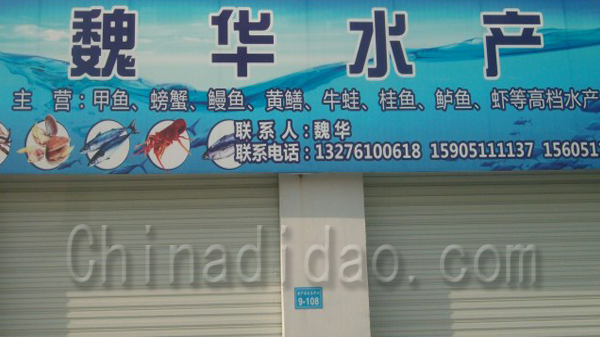 魏华水产
主 营：甲鱼、螃蟹、鳗鱼、黄鳝、牛蛙、桂鱼、鲈鱼、虾等高档水产
联 系 人：魏 华
联系电话：13276100618 15905111137 156051
Chinadidao.com
9-108